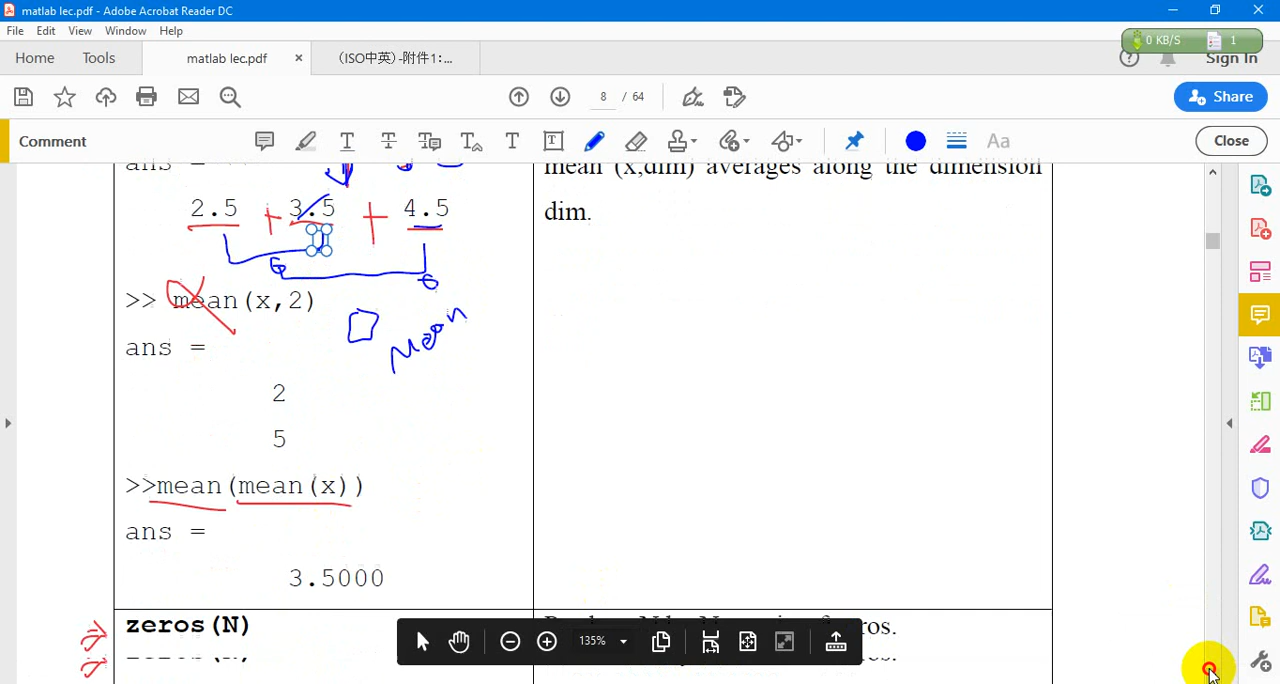 matlab lec.pdf - Adobe Acrobat Reader DC
File Edit View Window Help
0 KB/S 1
Home Tools matlab lec.pdf × (ISO中英)-附件1:... Sign In
8 / 64 Share
Comment Aa Close
ans =
mean (x,dim) averages along the dimension
dim.
2.5 + 3.5 + 4.5
>> mean(x,2)
Mean
ans =
2
5
>>mean(mean(x))
ans =
3.5000
zeros(N)
135%